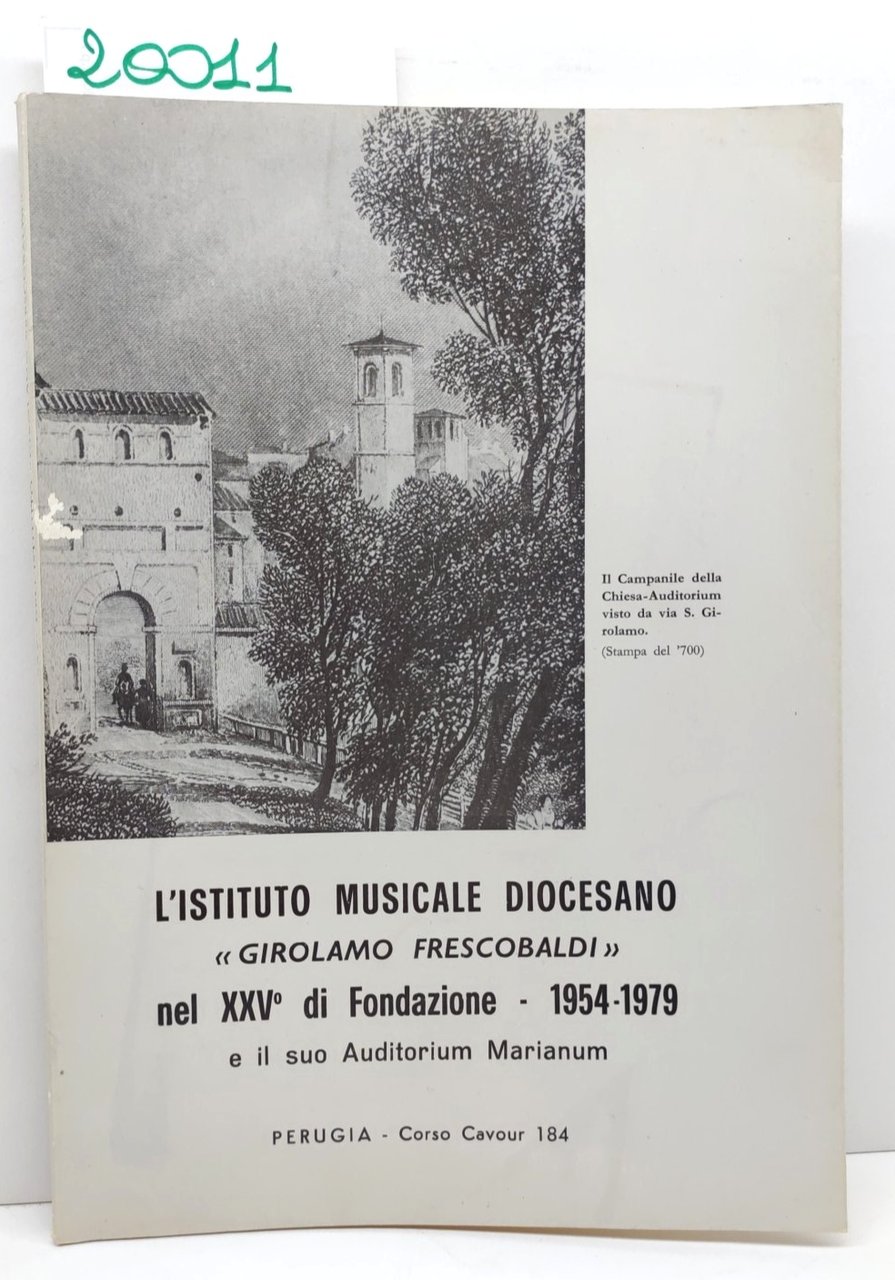 20011
Il Campanile della
Chiesa-Auditorium
visto da via S. Gi-
rolamo.
(Stampa del '700)
L'ISTITUTO MUSICALE DIOCESANO
«GIROLAMO FRESCOBALDI»
nel XXVº di Fondazione - 1954-1979
e il suo Auditorium Marianum
PERUGIA - Corso Cavour 184